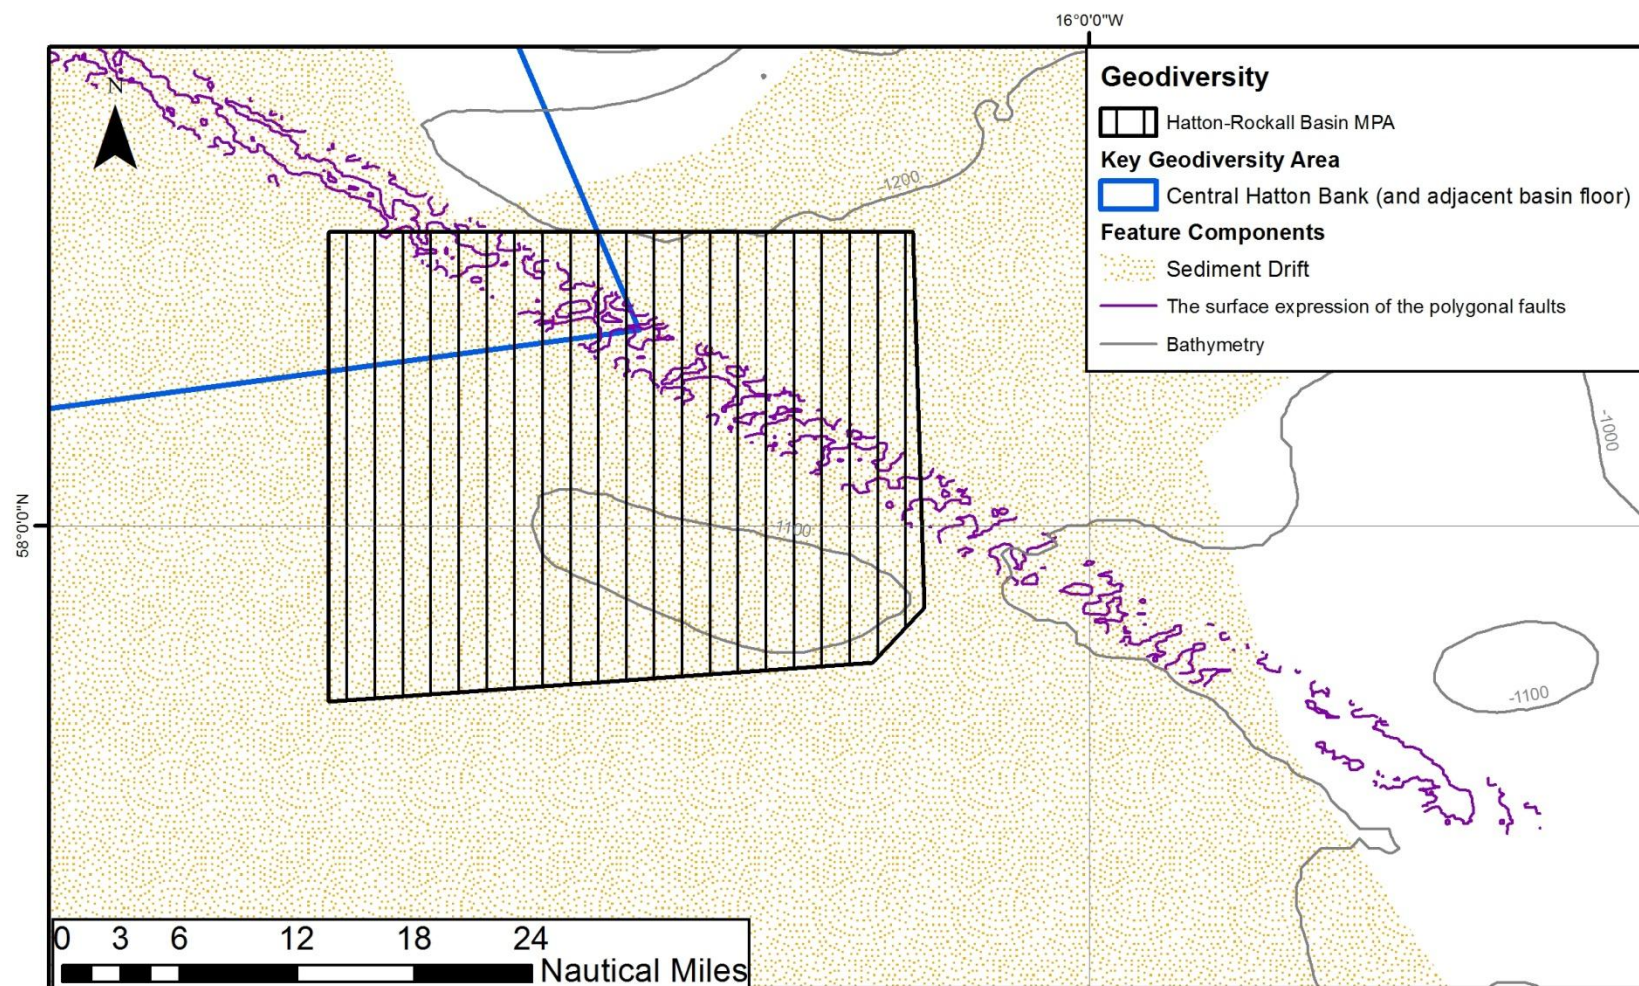 16°0'0"W
Geodiversity
Hatton-Rockall Basin MPA
Key Geodiversity Area
Central Hatton Bank (and adjacent basin floor)
Feature Components
Sediment Drift
The surface expression of the polygonal faults
Bathymetry
N
-1200
-1000
58°0'0"N
-1100
-1100
0 3 6 12 18 24
Nautical Miles